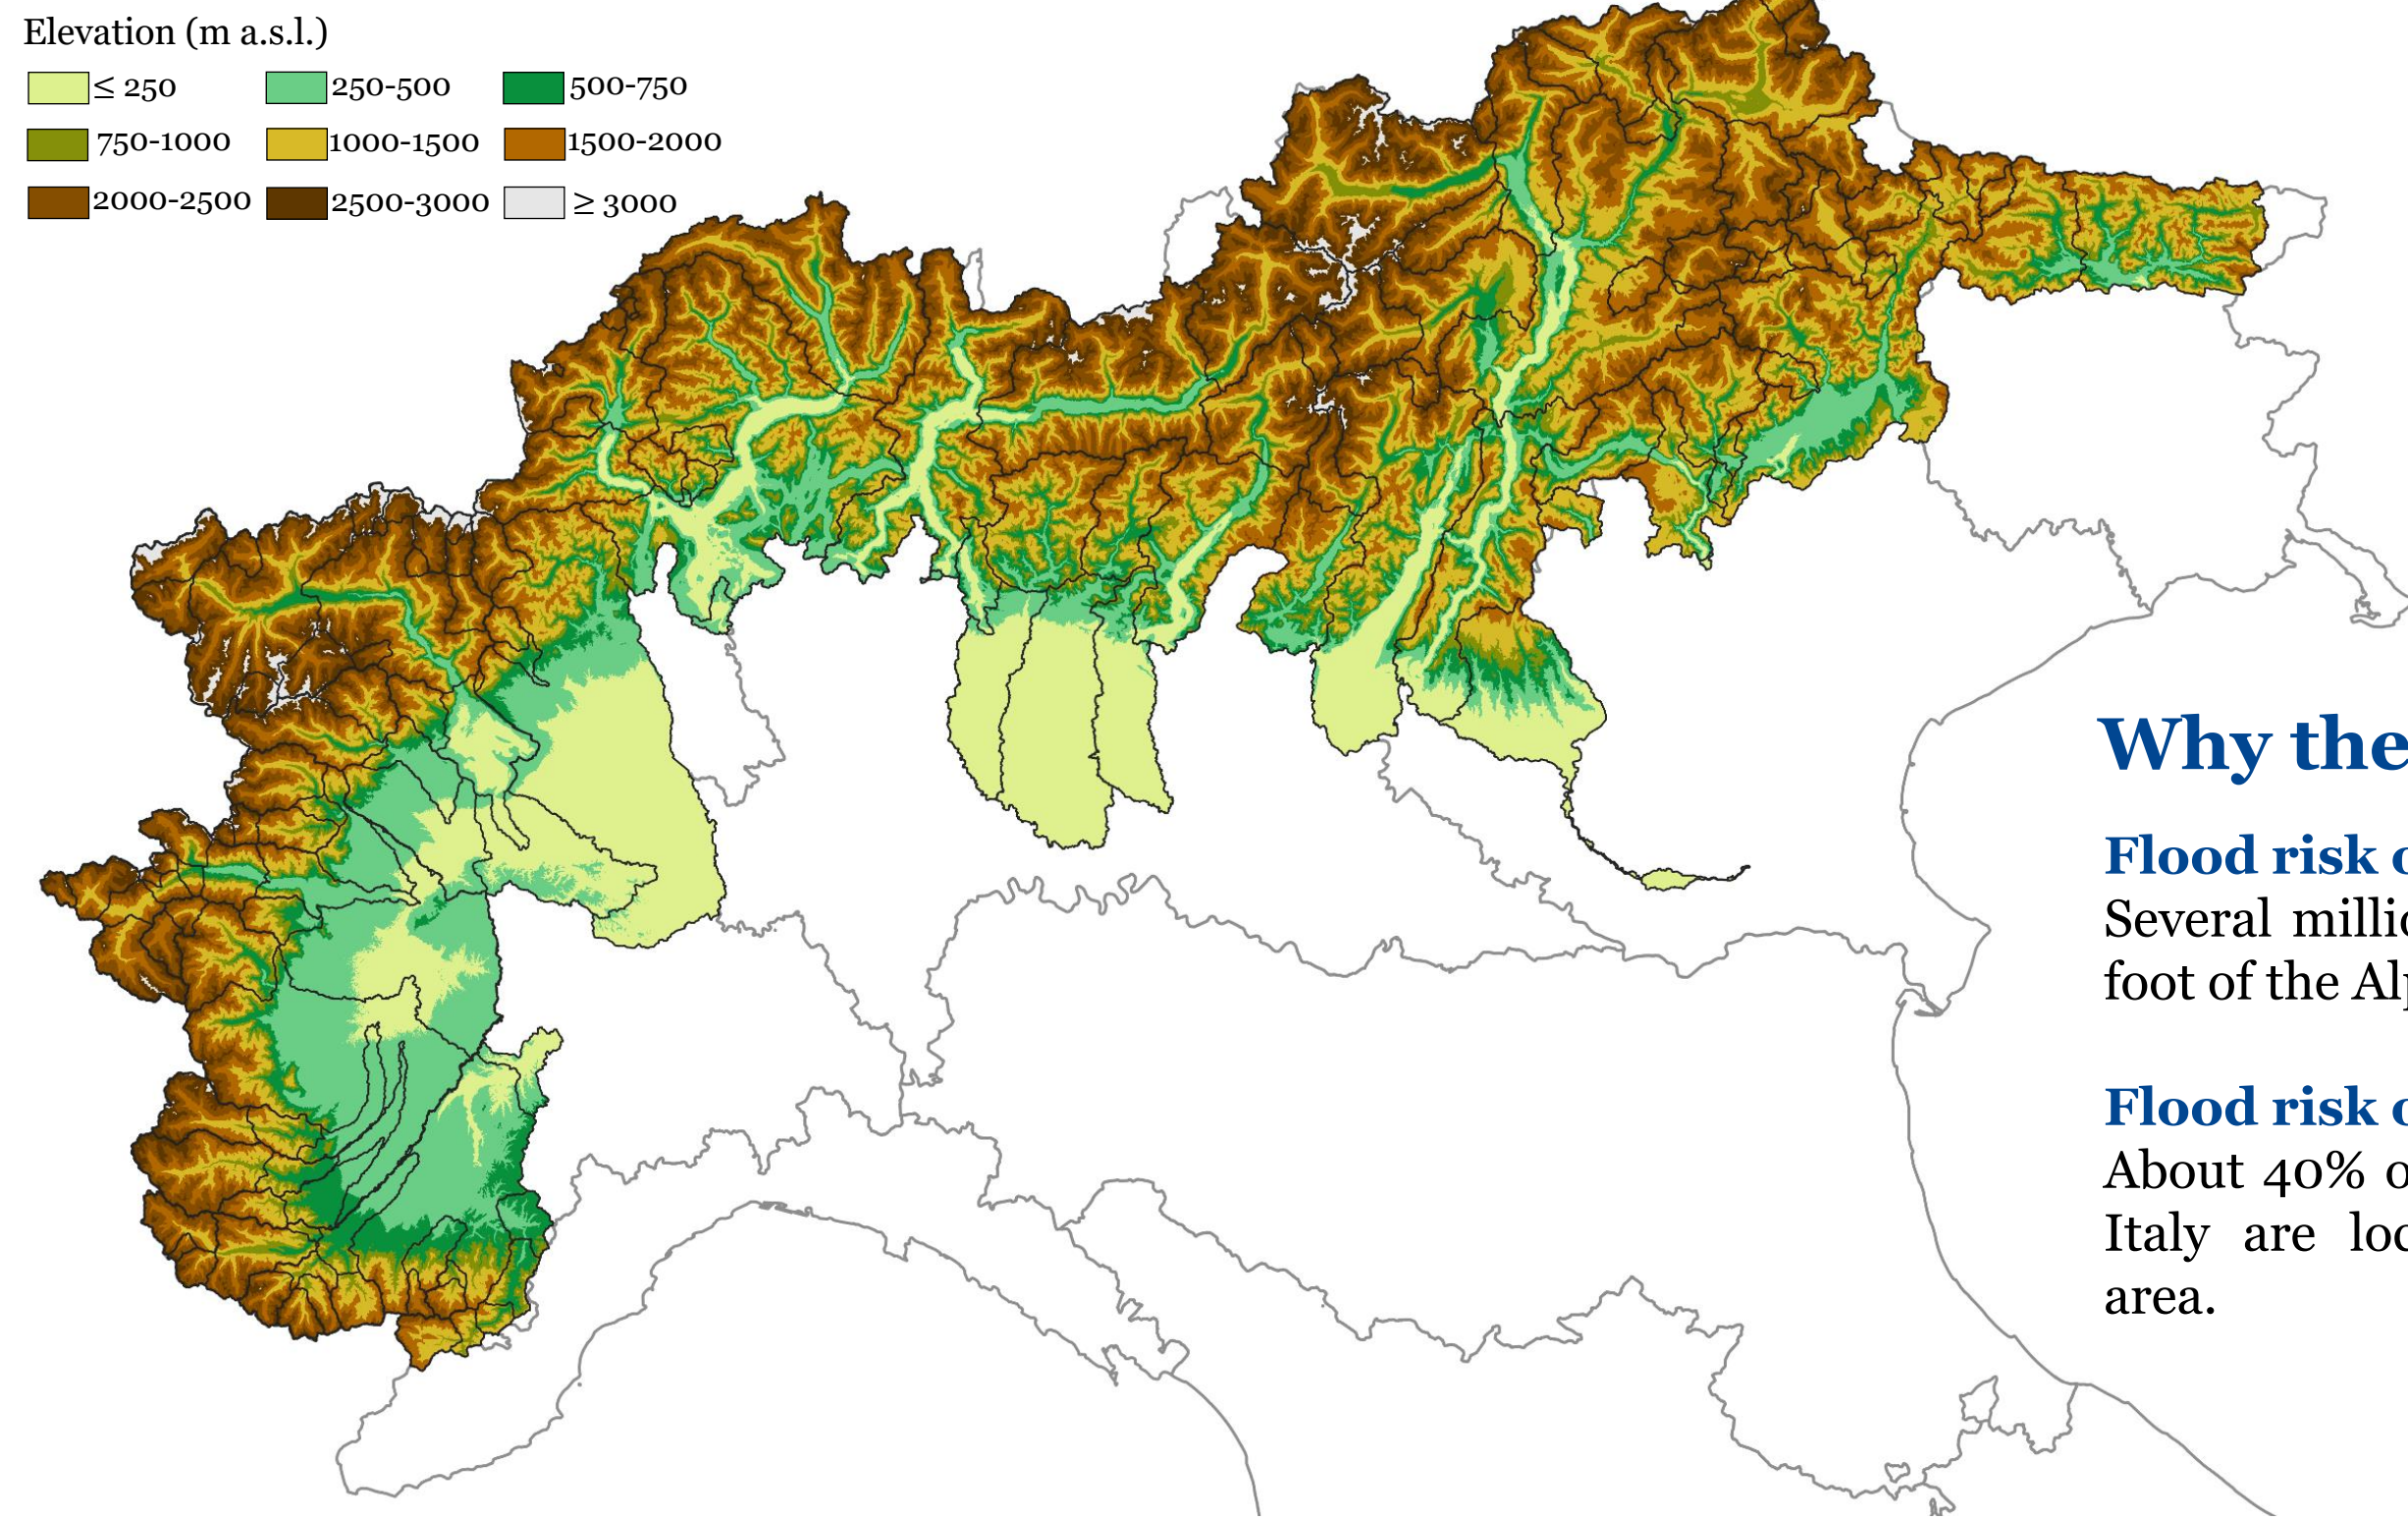 Elevation (m a.s.l.)
≤ 250 250-500 500-750
750-1000 1000-1500 1500-2000
2000-2500 2500-3000 ≥ 3000
Why the
Flood risk
Several
foot of the
Flood risk
About 40%
Italy are
area.